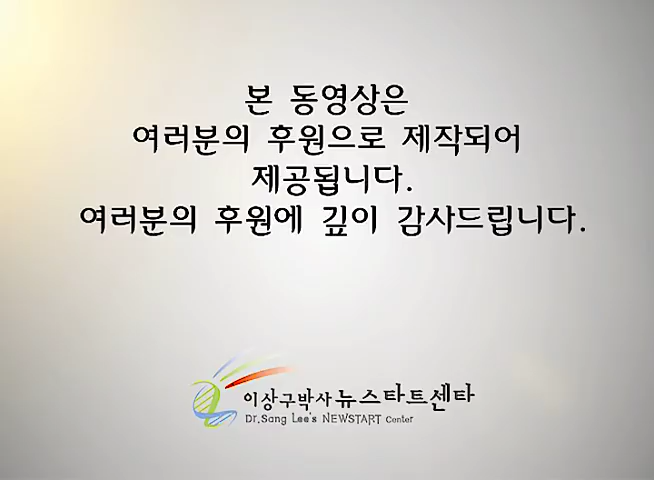 본 동영상은
여러분의 후원으로 제작되어
제공됩니다.
여러분의 후원에 깊이 감사드립니다.
이상구박사 뉴스타트센타
Dr.Sang Lee's NEWSTART Center